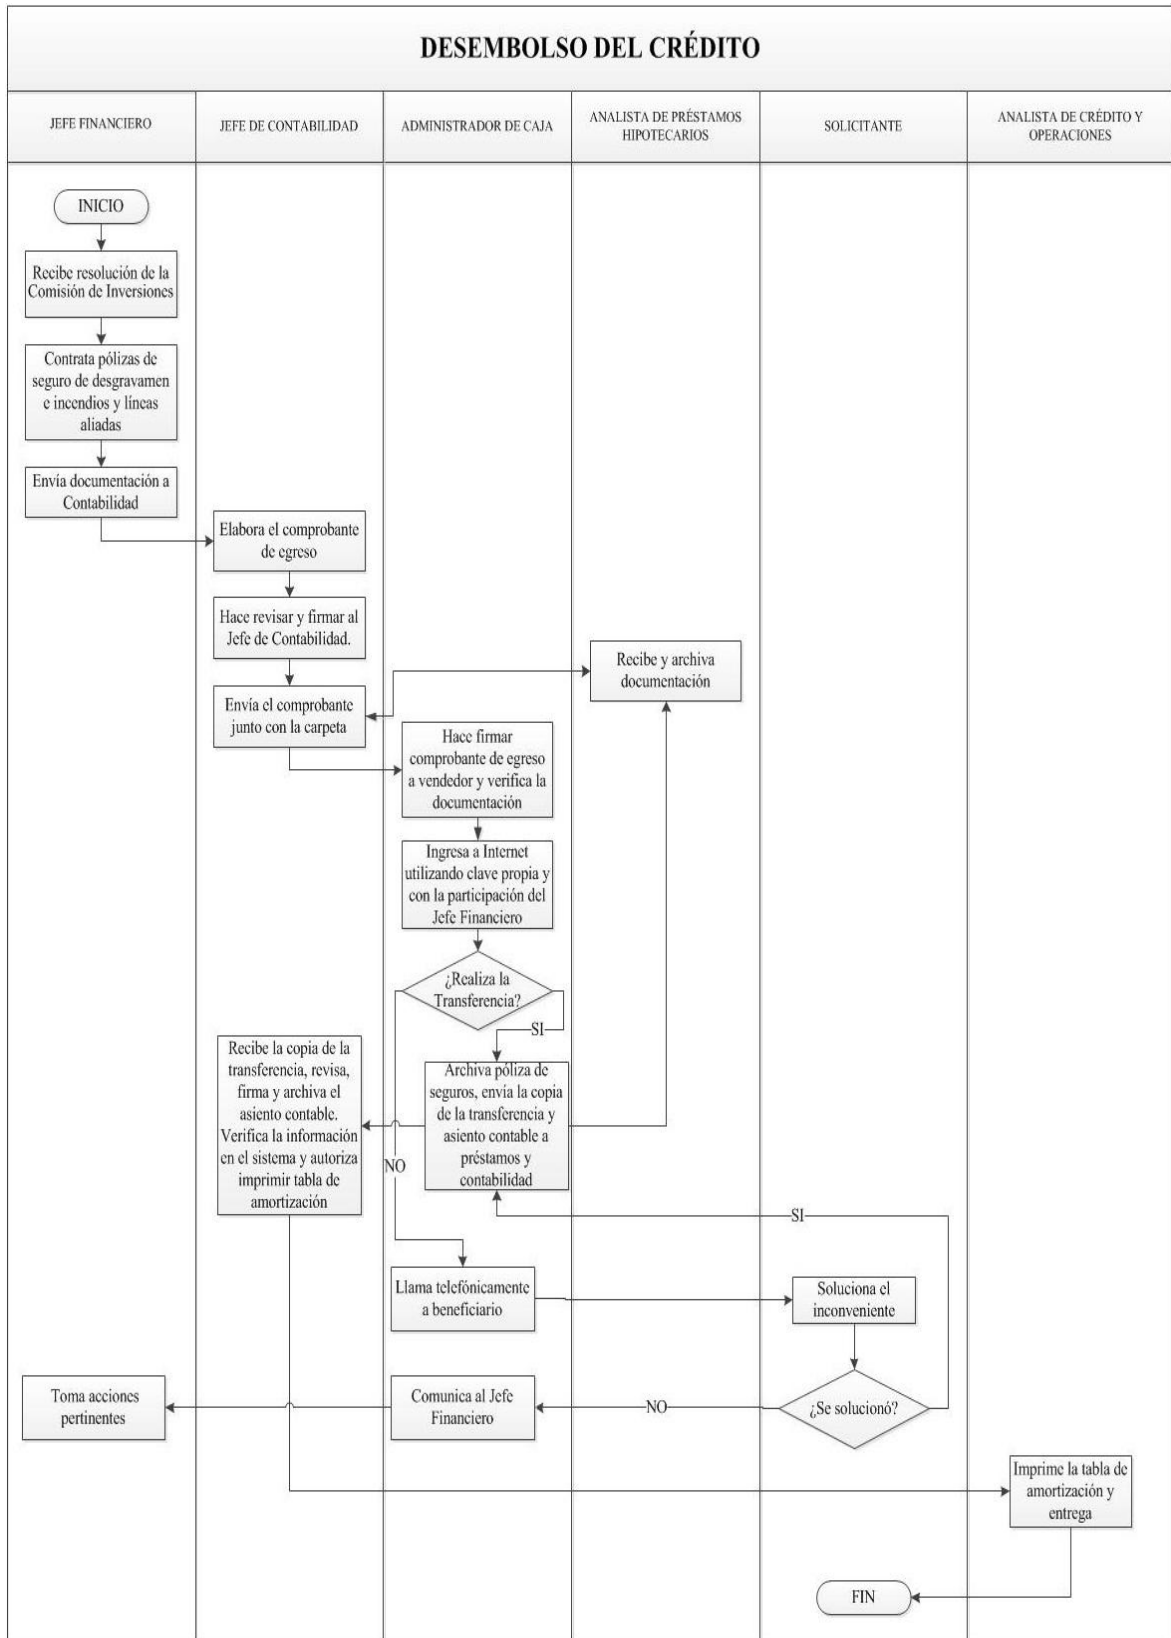 DESEMBOLSO DEL CRÉDITO
JEFE FINANCIERO
JEFE DE CONTABILIDAD
ADMINISTRADOR DE CAJA
ANALISTA DE PRÉSTAMOS
HIPOTECARIOS
SOLICITANTE
ANALISTA DE CRÉDITO Y
OPERACIONES
INICIO
Recibe resolución de la
Comisión de Inversiones
Contrata pólizas de
seguro de desgravamen
e incendios y líneas
aliadas
Envía documentación a
Contabilidad
Elabora el comprobante
de egreso
Hace revisar y firmar al
Jefe de Contabilidad.
Envía el comprobante
junto con la carpeta
Recibe y archiva
documentación
Hace firmar
comprobante de egreso
a vendedor y verifica la
documentación
Ingresa a Internet
utilizando clave propia y
con la participación del
Jefe Financiero
¿Realiza la
Transferencia?
SI
Recibe la copia de la
transferencia, revisa,
firma y archiva el
asiento contable.
Verifica la información
en el sistema y autoriza
imprimir tabla de
amortización
Archiva póliza de
seguros, envía la copia
de la transferencia y
asiento contable a
préstamos y
contabilidad
NO
SI
Llama telefónicamente
a beneficiario
Soluciona el
inconveniente
¿Se solucionó?
NO
Comunica al Jefe
Financiero
Toma acciones
pertinentes
Imprime la tabla de
amortización y
entrega
FIN